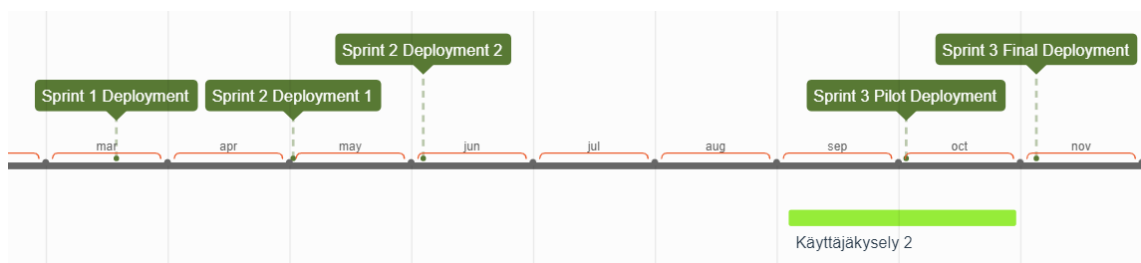 Sprint 2 Deployment 2
Sprint 3 Final Deployment
Sprint 1 Deployment
Sprint 2 Deployment 1
Sprint 3 Pilot Deployment
mar apr may jun jul aug sep oct nov
Käyttäjäkysely 2